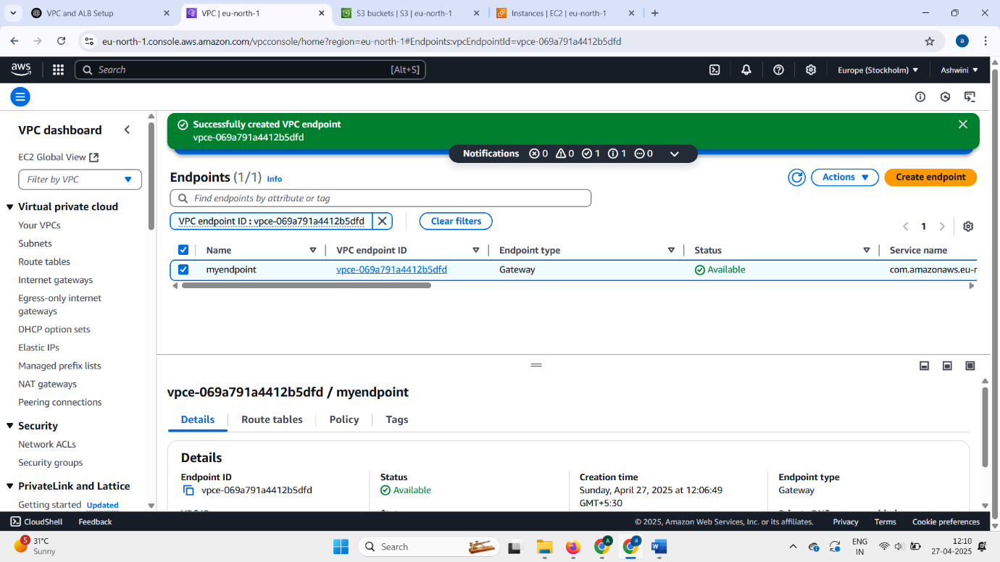 VPC and ALB Setup
VPC | eu-north-1
S3 buckets | S3 | eu-north-1
Instances | EC2 | eu-north-1
eu-north-1.console.aws.amazon.com/vpcconsole/home?region=eu-north-1#Endpoints:vpcEndpointId=vpce-069a791a4412b5dfd
a
aws
Search
[Alt+S]
Europe (Stockholm)
Ashwini
VPC dashboard
EC2 Global View
Filter by VPC
Virtual private cloud
Your VPCs
Subnets
Route tables
Internet gateways
Egress-only internet
gateways
DHCP option sets
Elastic IPs
Managed prefix lists
NAT gateways
Peering connections
Security
Network ACLs
Security groups
PrivateLink and Lattice
Getting started Updated
Successfully created VPC endpoint
vpce-069a791a4412b5dfd
Notifications 0 0 1 1 0
Endpoints (1/1) Info
Actions
Create endpoint
Find endpoints by attribute or tag
VPC endpoint ID : vpce-069a791a4412b5dfd
Clear filters
1
Name VPC endpoint ID Endpoint type Status Service name
myendpoint vpce-069a791a4412b5dfd Gateway Available com.amazonaws.eu-r
vpce-069a791a4412b5dfd / myendpoint
Details Route tables Policy Tags
Details
Endpoint ID
vpce-069a791a4412b5dfd
Status
Available
Creation time
Sunday, April 27, 2025 at 12:06:49
GMT+5:30
Endpoint type
Gateway
CloudShell Feedback
© 2025, Amazon Web Services, Inc. or its affiliates. Privacy Terms Cookie preferences
5
31°C
Sunny
Search
A
a
W
ENG
IN
12:10
27-04-2025